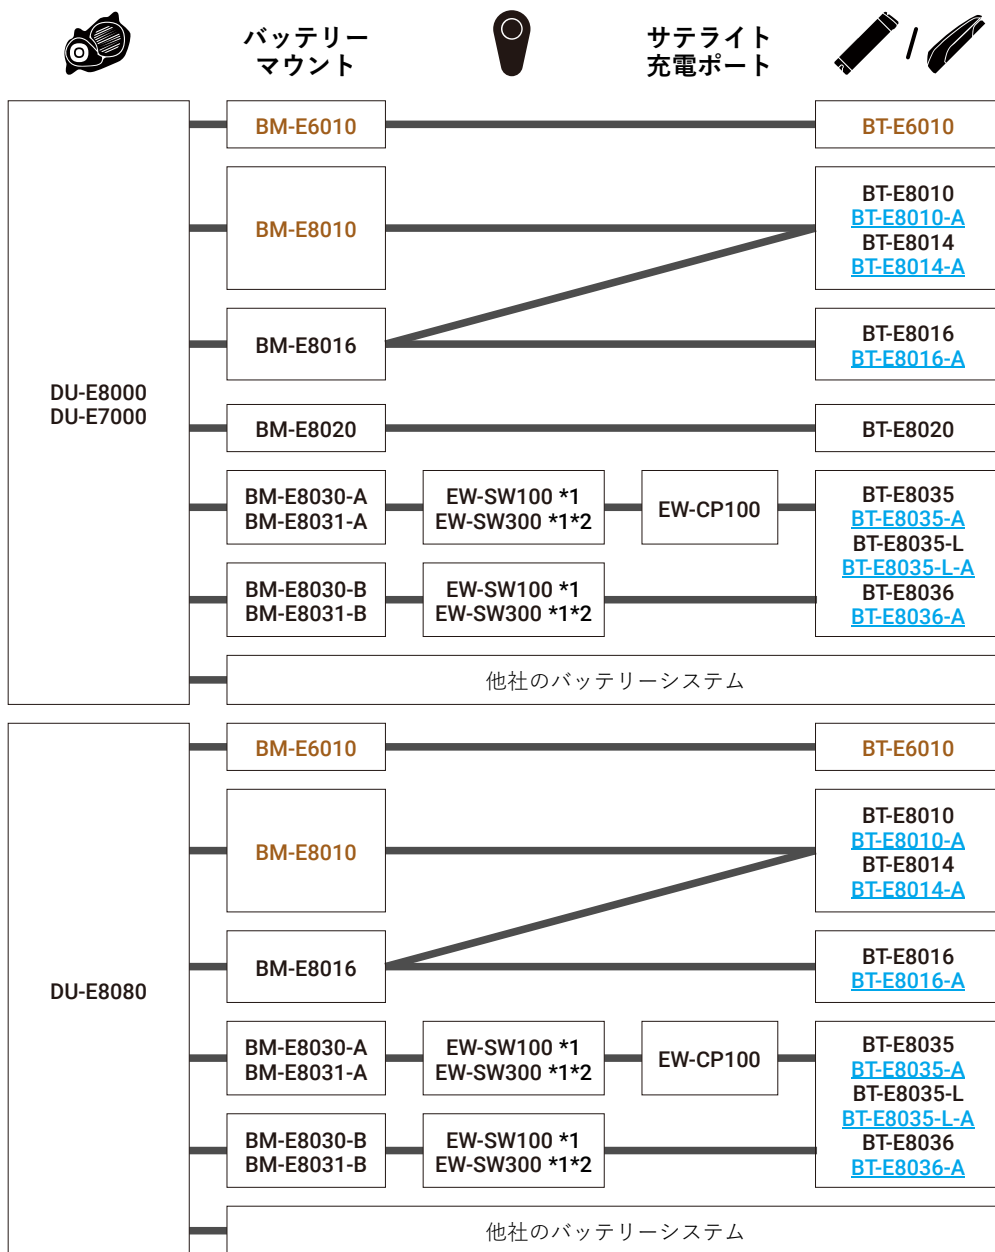 バッテリー
マウント
サテライト
充電ポート
DU-E8000
DU-E7000
BM-E6010
BT-E6010
BM-E8010
BT-E8010
BT-E8010-A
BT-E8014
BT-E8014-A
BM-E8016
BT-E8016
BT-E8016-A
BM-E8020
BT-E8020
BM-E8030-A
BM-E8031-A
EW-SW100 *1
EW-SW300 *1*2
EW-CP100
BT-E8035
BT-E8035-A
BT-E8035-L
BT-E8035-L-A
BT-E8036
BT-E8036-A
BM-E8030-B
BM-E8031-B
EW-SW100 *1
EW-SW300 *1*2
他社のバッテリーシステム
DU-E8080
BM-E6010
BT-E6010
BM-E8010
BT-E8010
BT-E8010-A
BT-E8014
BT-E8014-A
BM-E8016
BT-E8016
BT-E8016-A
BM-E8030-A
BM-E8031-A
EW-SW100 *1
EW-SW300 *1*2
EW-CP100
BT-E8035
BT-E8035-A
BT-E8035-L
BT-E8035-L-A
BT-E8036
BT-E8036-A
BM-E8030-B
BM-E8031-B
EW-SW100 *1
EW-SW300 *1*2
他社のバッテリーシステム